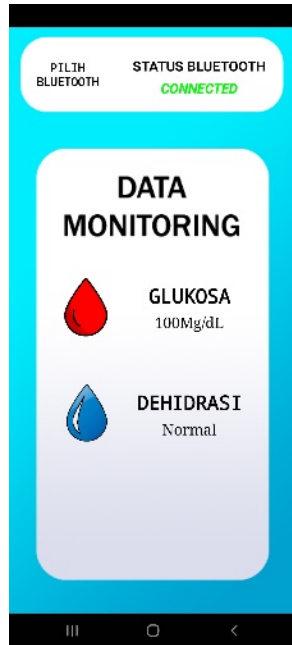 PILIH
BLUETOOTH
STATUS BLUETOOTH
CONNECTED
DATA
MONITORING
GLUKOSA
100Mg/dL
DEHIDRASI
Normal